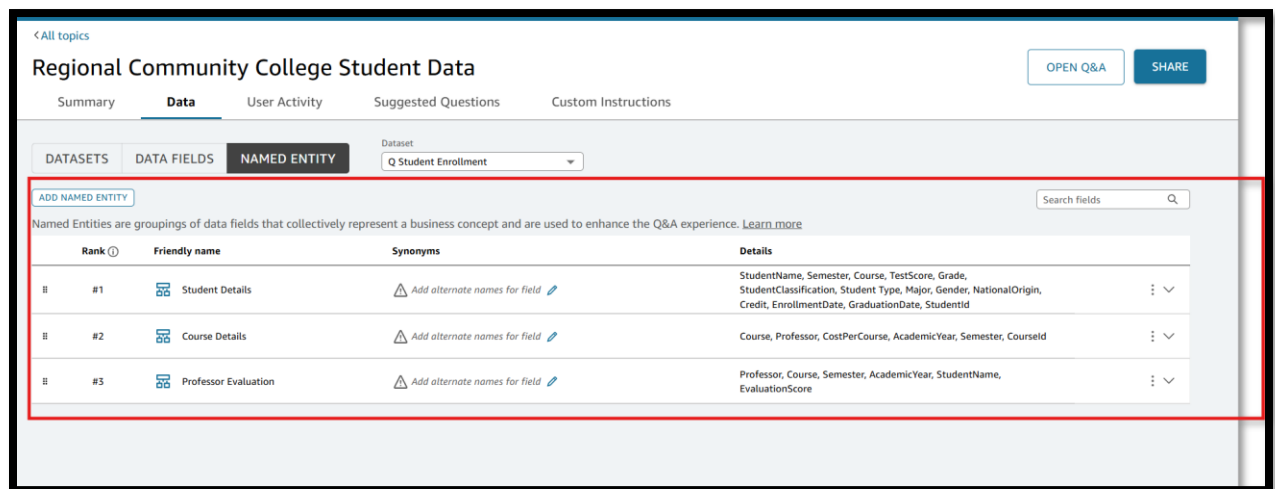 <All topics
Regional Community College Student Data
OPEN Q&A
SHARE
Summary
Data
User Activity
Suggested Questions
Custom Instructions
DATASETS
DATA FIELDS
NAMED ENTITY
Dataset
Q Student Enrollment
ADD NAMED ENTITY
Search fields
Named Entities are groupings of data fields that collectively represent a business concept and are used to enhance the Q&A experience. Learn more
Rank
Friendly name
Synonyms
Details
#1
Student Details
Add alternate names for field
StudentName, Semester, Course, TestScore, Grade,
StudentClassification, Student Type, Major, Gender, NationalOrigin,
Credit, EnrollmentDate, GraduationDate, StudentId
#2
Course Details
Add alternate names for field
Course, Professor, CostPerCourse, AcademicYear, Semester, CourseId
#3
Professor Evaluation
Add alternate names for field
Professor, Course, Semester, AcademicYear, StudentName,
EvaluationScore